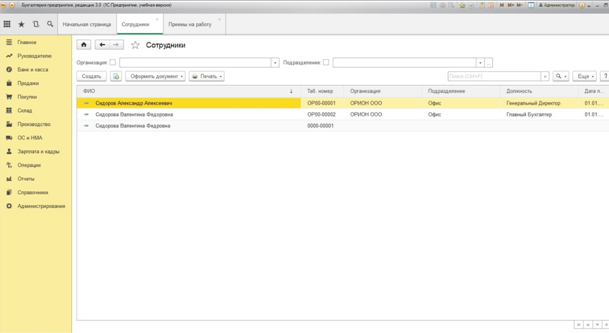 Бухгалтерия предприятия, редакция 3.0 (1С:Предприятие, учебная версия)
M M+ M- Администратор
Начальная страница Сотрудники Приемы на работу
Главное
Руководителю
Банк и касса
Продажи
Покупки
Склад
Производство
ОС и НМА
Зарплата и кадры
Операции
Отчеты
Справочники
Администрирование
Сотрудники
Организация: Подразделение:
Создать Оформить документ Печать Поиск (Ctrl+F) Еще ?
ФИО Таб. номер Организация Подразделение Должность Дата п...
Сидоров Александр Алексеевич ОР00-00001 ОРИОН ООО Офис Генеральный Директор 01.01....
Сидорова Валентина Федоровна ОР00-00002 ОРИОН ООО Офис Главный Бухгалтер 01.01....
Сидорова Валентина Федровна 0000-00001